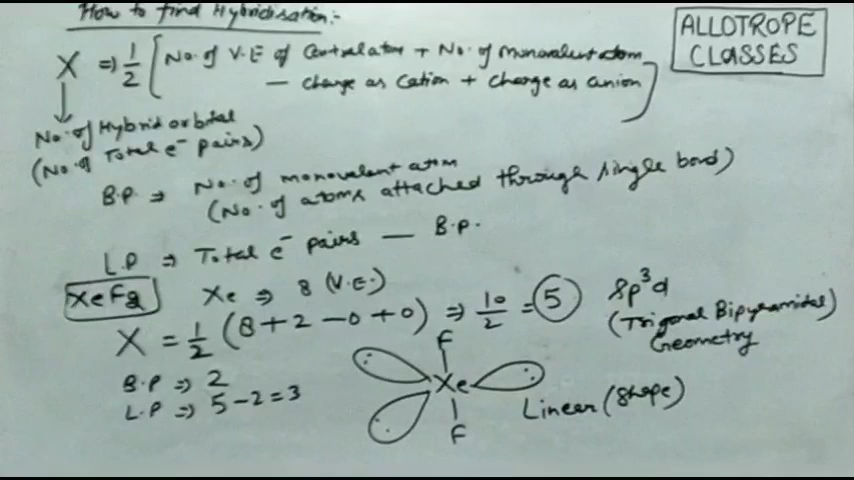 How to find Hybridisation:-
ALLOTROPE
CLASSES
X ⇒ 1/2 [No. of V.E of Central atom + No. of monovalent atom
— charge as cation + charge as anion]
No. of Hybrid orbital
(No. of Total e⁻ pairs)
B.P. ⇒ No. of monovalent atom
(No. of atoms attached through single bond)
L.P ⇒ Total e⁻ pairs — B.P.
XeF2 Xe ⇒ 8 (V.E.)
X = 1/2 (8+2-0+0) ⇒ 10/2 = 5 sp³d
(Trigonal Bipyramidal)
Geometry
B.P ⇒ 2
L.P ⇒ 5-2=3
F
Xe
F
Linear (shape)